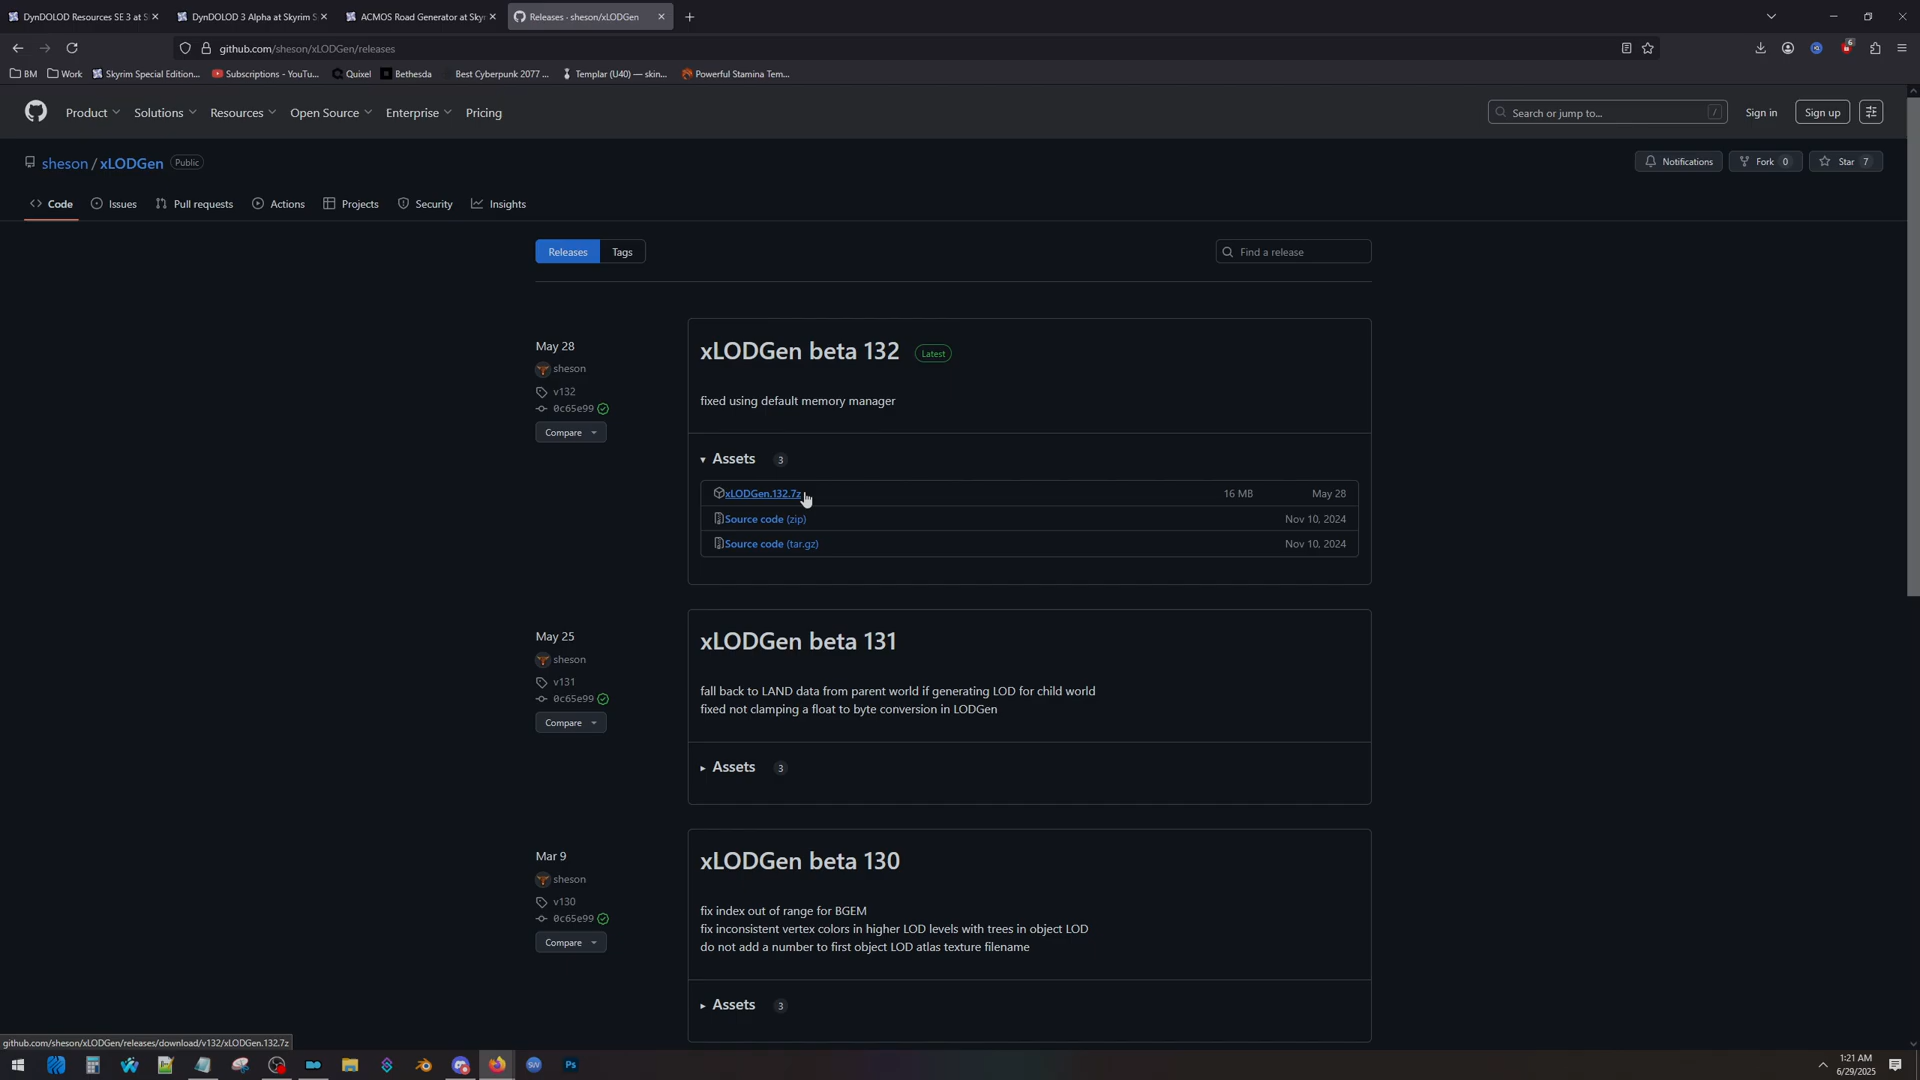 DynDOLOD Resources SE 3 at S
DynDOLOD 3 Alpha at Skyrim S
ACMOS Road Generator at Sky
Releases · sheson/xLODGen
github.com/sheson/xLODGen/releases
6
BM
Work
Skyrim Special Edition...
Subscriptions - YouTu...
Quixel
Bethesda
Best Cyberpunk 2077 ...
Templar (U40) — skin...
Powerful Stamina Tem...
Product
Solutions
Resources
Open Source
Enterprise
Pricing
Search or jump to...
/
Sign in
Sign up
sheson / xLODGen
Public
Notifications
Fork 0
Star 7
Code
Issues
Pull requests
Actions
Projects
Security
Insights
Releases
Tags
Find a release
May 28
sheson
v132
0c65e99
Compare
xLODGen beta 132
Latest
fixed using default memory manager
Assets 3
xLODGen.132.7z
16 MB
May 28
Source code (zip)
Nov 10, 2024
Source code (tar.gz)
Nov 10, 2024
May 25
sheson
v131
0c65e99
Compare
xLODGen beta 131
fall back to LAND data from parent world if generating LOD for child world
fixed not clamping a float to byte conversion in LODGen
Assets 3
Mar 9
sheson
v130
0c65e99
Compare
xLODGen beta 130
fix index out of range for BGEM
fix inconsistent vertex colors in higher LOD levels with trees in object LOD
do not add a number to first object LOD atlas texture filename
Assets 3
github.com/sheson/xLODGen/releases/download/v132/xLODGen.132.7z
Ps
1:21 AM
6/29/2025